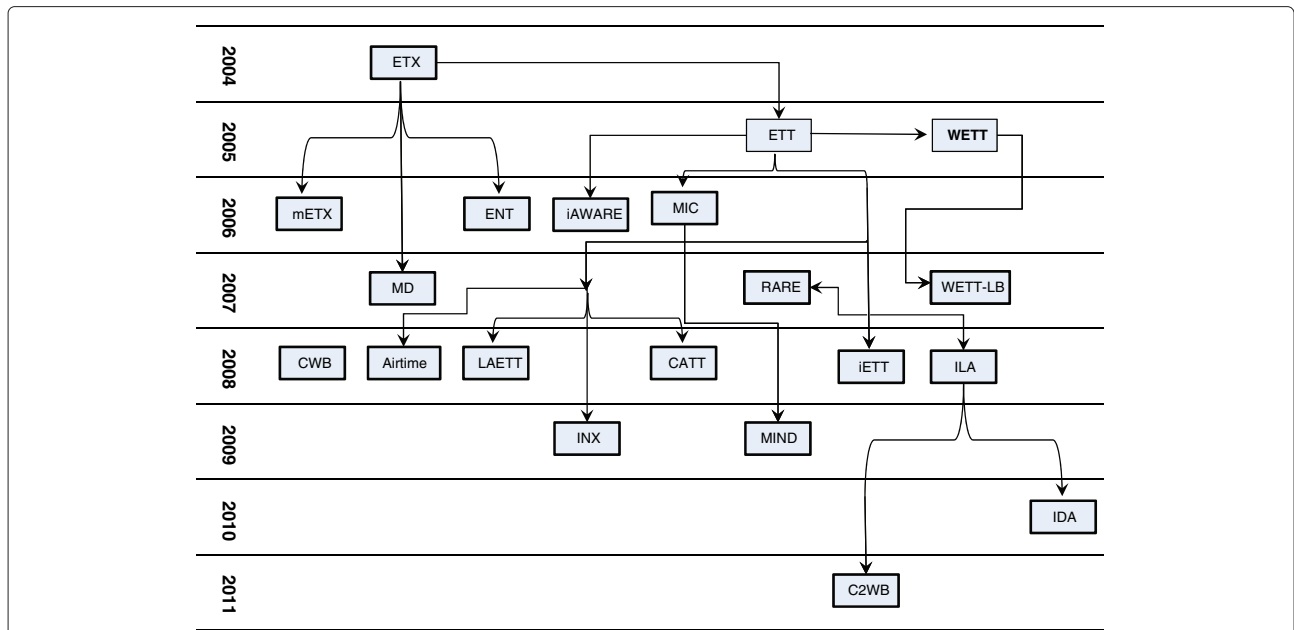 2004
ETX
2005
ETT
WETT
2006
mETX
ENT
iAWARE
MIC
2007
MD
RARE
WETT-LB
2008
CWB
Airtime
LAETT
CATT
iETT
ILA
2009
INX
MIND
2010
IDA
2011
C2WB